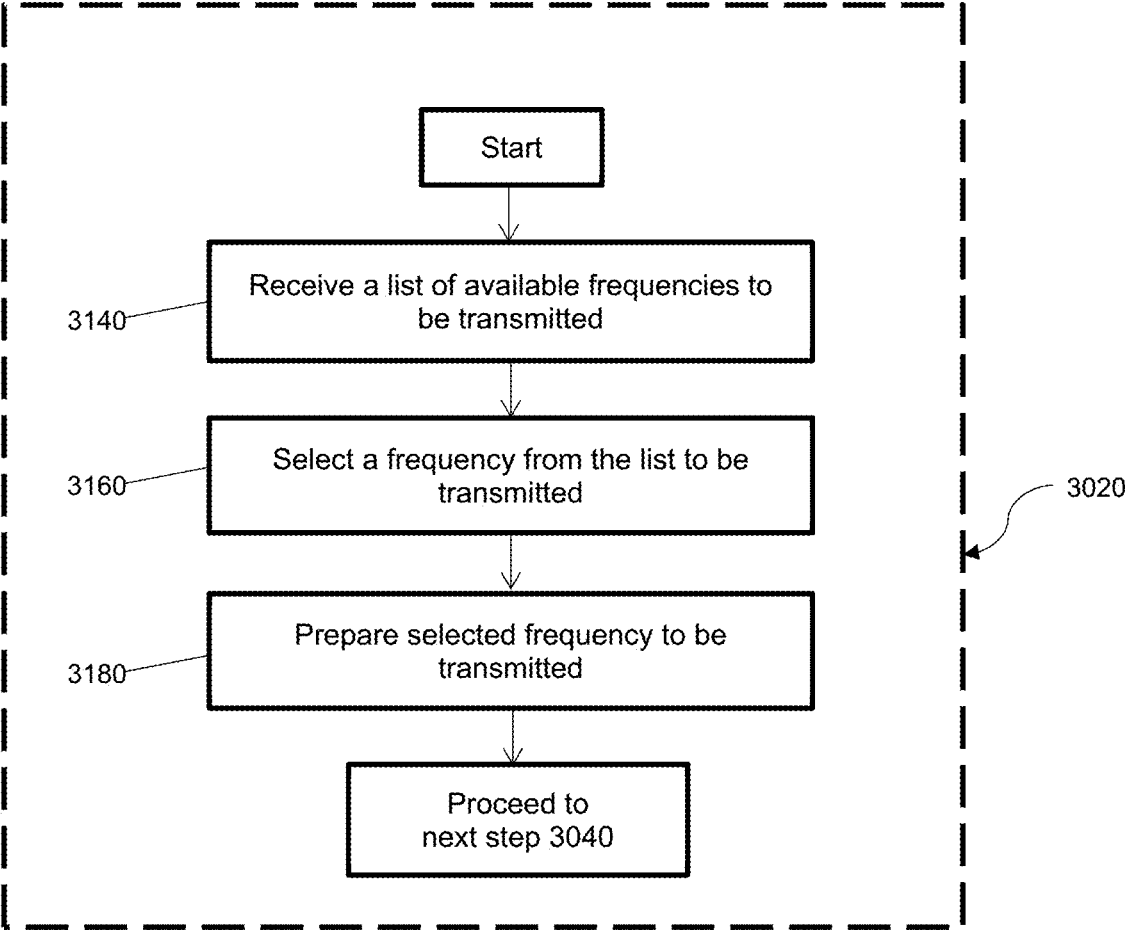 Start
Receive a list of available frequencies to
be transmitted
3140
Select a frequency from the list to be
transmitted
3160
3020
Prepare selected frequency to be
transmitted
3180
Proceed to
next step 3040